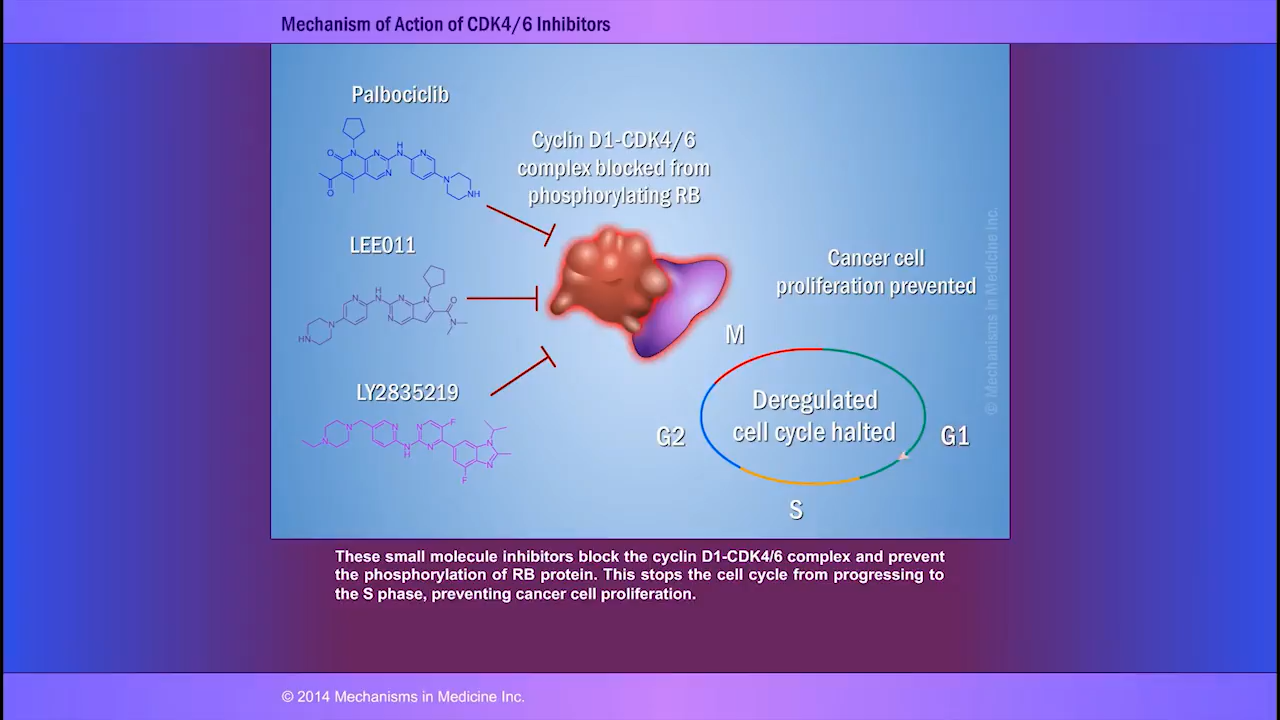 Mechanism of Action of CDK4/6 Inhibitors
Palbociclib
Cyclin D1-CDK4/6
complex blocked from
phosphorylating RB
H
O
N
N
N
N
O
N
N
NH
LEE011
H
N
N
N
N
N
O
N
N
HN
LY2835219
N
N
N
N
H
N
N
F
N
N
F
Cancer cell
proliferation prevented
M
Deregulated
cell cycle halted
G2
G1
S
© Mechanisms in Medicine Inc.
These small molecule inhibitors block the cyclin D1-CDK4/6 complex and prevent
the phosphorylation of RB protein. This stops the cell cycle from progressing to
the S phase, preventing cancer cell proliferation.
© 2014 Mechanisms in Medicine Inc.